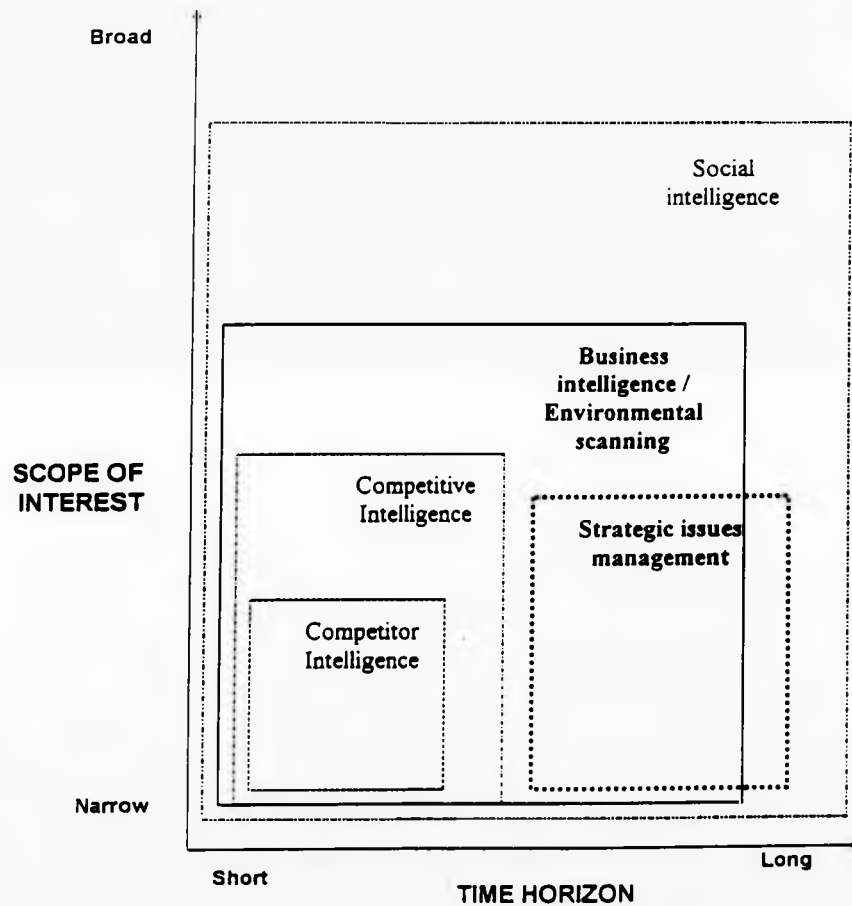 Broad
Social
intelligence
Business
intelligence /
Environmental
scanning
SCOPE OF
INTEREST
Competitive
Intelligence
Strategic issues
management
Competitor
Intelligence
Narrow
Short
Long
TIME HORIZON